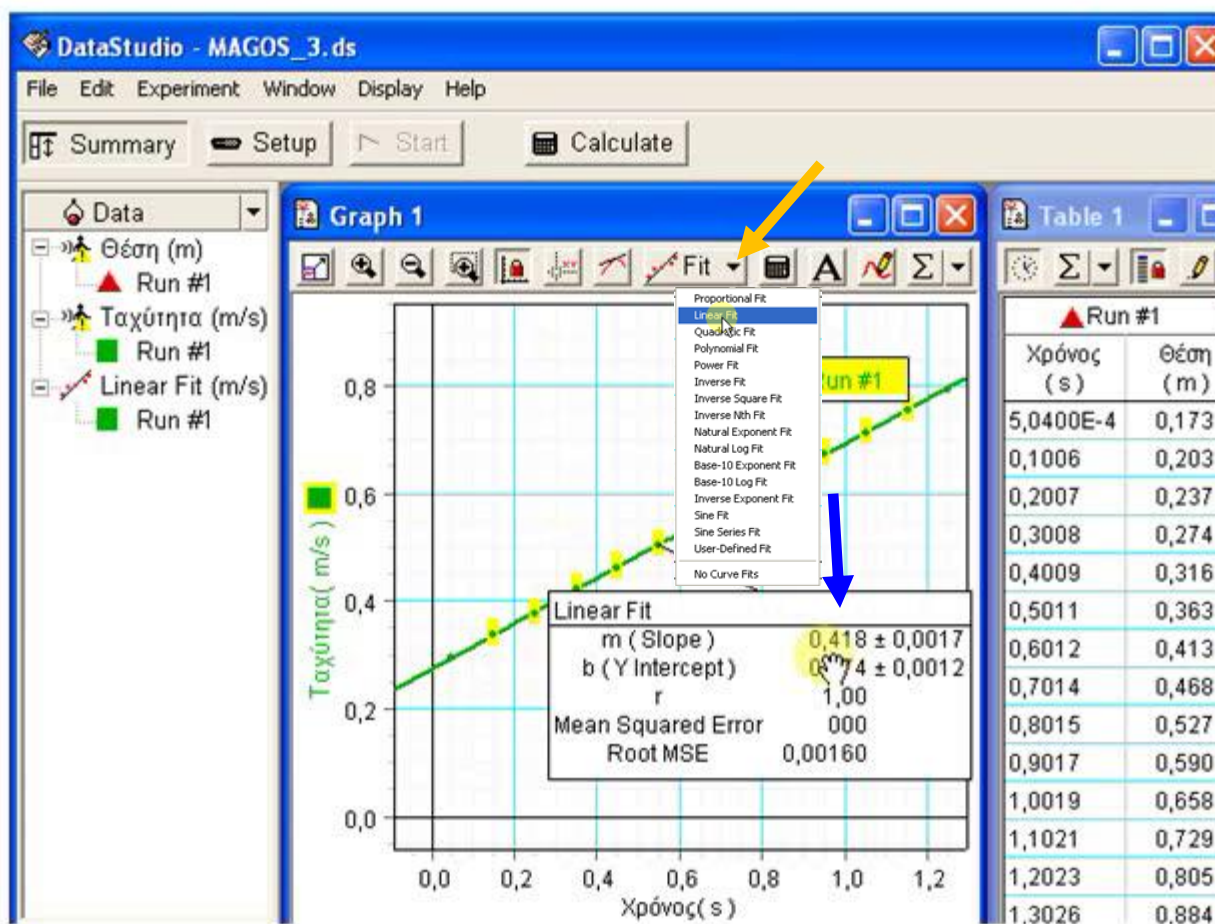 DataStudio - MAGOS_3.ds
File Edit Experiment Window Display Help
Summary Setup Start Calculate
Data
Θέση (m)
Run #1
Ταχύτητα (m/s)
Run #1
Linear Fit (m/s)
Run #1
Graph 1
Fit A Σ
Proportional Fit
Linear Fit
Quadratic Fit
Polynomial Fit
Power Fit
Inverse Fit
Inverse Square Fit
Inverse Nth Fit
Natural Exponent Fit
Natural Log Fit
Base-10 Exponent Fit
Base-10 Log Fit
Inverse Exponent Fit
Sine Fit
Sine Series Fit
User-Defined Fit
No Curve Fits
#1
Ταχύτητα( m/s )
0,8
0,6
0,4
0,2
0,0
0,0 0,2 0,4 0,6 0,8 1,0 1,2
Χρόνος( s )
Linear Fit
m ( Slope ) 0,418 ± 0,0017
b ( Y Intercept ) ± 0,0012
r 1,00
Mean Squared Error 000
Root MSE 0,00160
Table 1
Σ
Run #1
Χρόνος Θέση
( s ) ( m )
5,0400E-4 0,173
0,1006 0,203
0,2007 0,237
0,3008 0,274
0,4009 0,316
0,5011 0,363
0,6012 0,413
0,7014 0,468
0,8015 0,527
0,9017 0,590
1,0019 0,658
1,1021 0,729
1,2023 0,805
1,3026 0,884